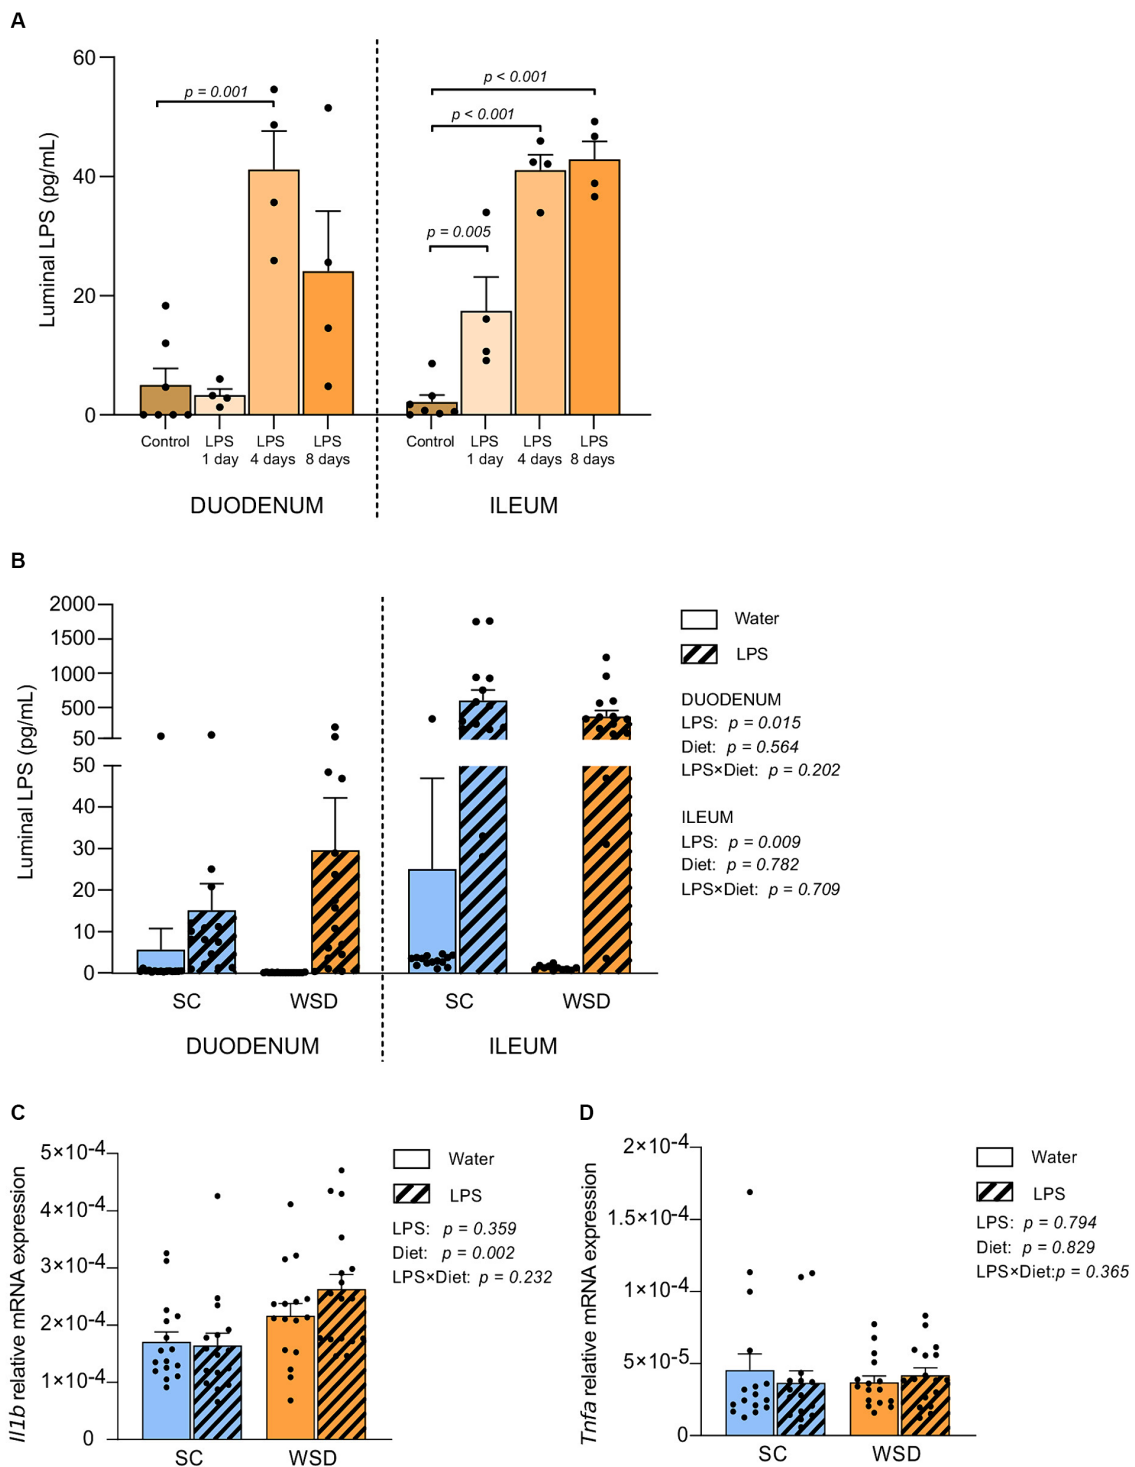 A
Luminal LPS (pg/mL)
60
40
20
0
p = 0.001
p < 0.001
p < 0.001
p = 0.005
Control
LPS
1 day
LPS
4 days
LPS
8 days
Control
LPS
1 day
LPS
4 days
LPS
8 days
DUODENUM
ILEUM
B
Luminal LPS (pg/mL)
2000
1500
1000
500
50
50
40
30
20
10
0
SC
WSD
SC
WSD
DUODENUM
ILEUM
Water
LPS
DUODENUM
LPS: p = 0.015
Diet: p = 0.564
LPS×Diet: p = 0.202
ILEUM
LPS: p = 0.009
Diet: p = 0.782
LPS×Diet: p = 0.709
C
Il1b relative mRNA expression
5×10-4
4×10-4
3×10-4
2×10-4
1×10-4
0
SC
WSD
Water
LPS
LPS: p = 0.359
Diet: p = 0.002
LPS×Diet: p = 0.232
D
Tnfa relative mRNA expression
2×10-4
1.5×10-4
1×10-4
5×10-5
0
SC
WSD
Water
LPS
LPS: p = 0.794
Diet: p = 0.829
LPS×Diet:p = 0.365